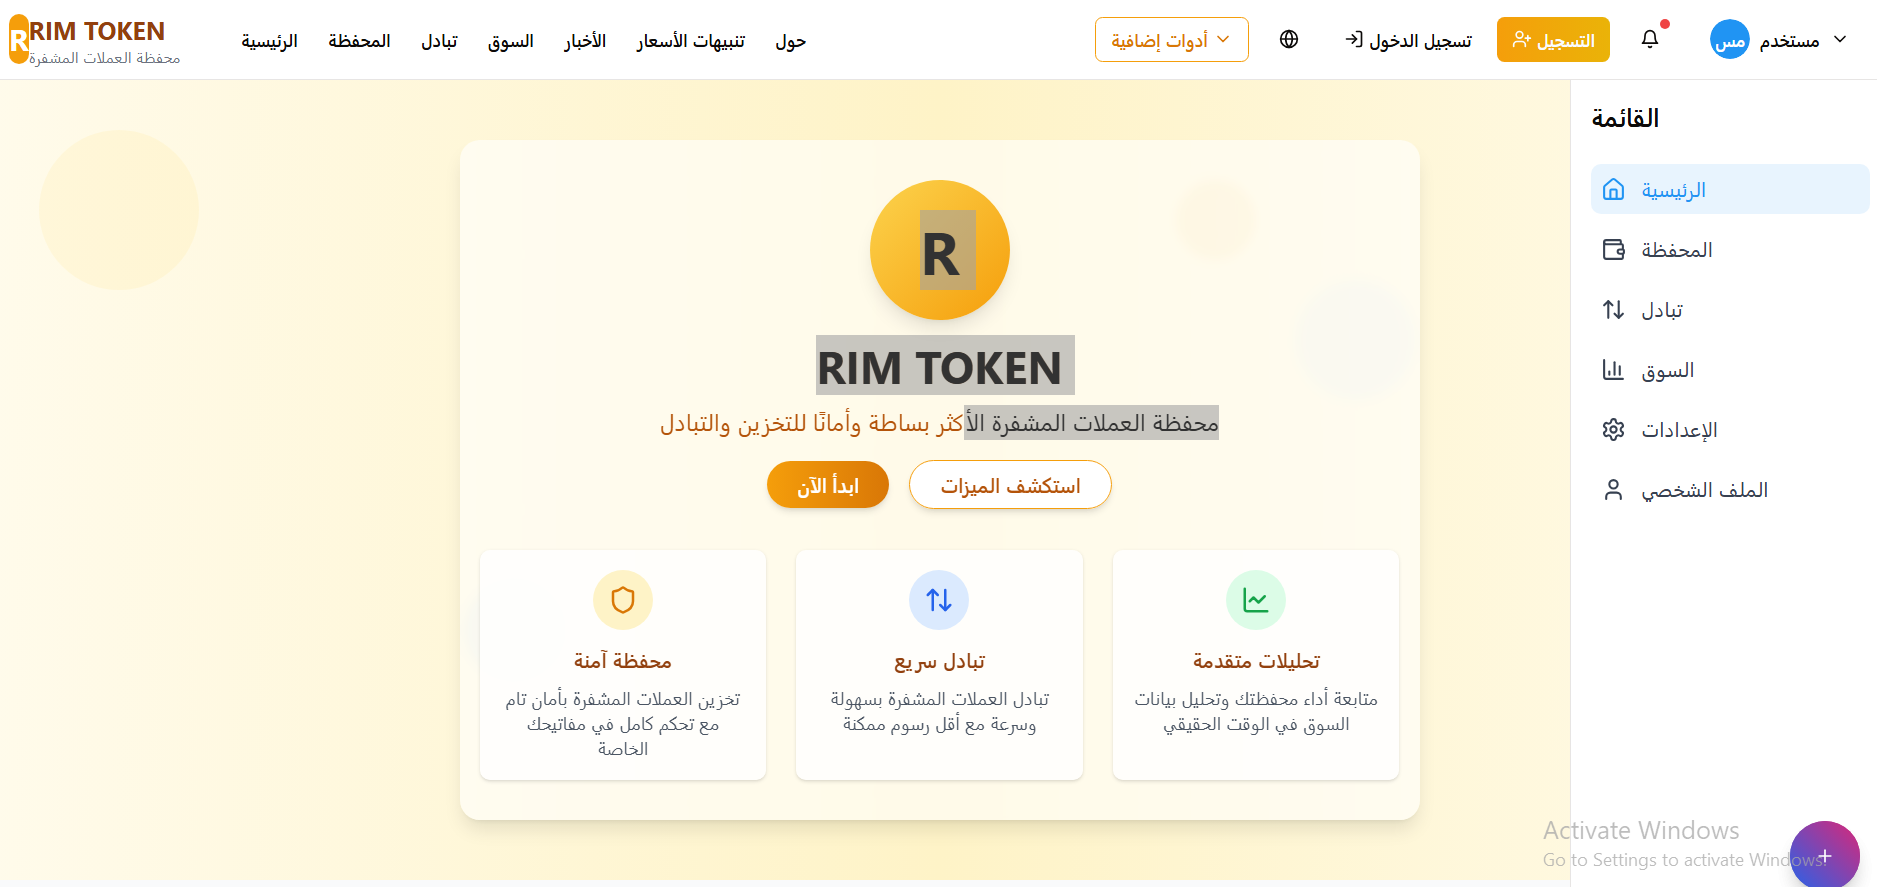 R
RIM TOKEN
محفظة العملات المشفرة
الرئيسية
المحفظة
تبادل
السوق
الأخبار
تنبيهات الأسعار
حول
أدوات إضافية
تسجيل الدخول
التسجيل
مس
مستخدم
القائمة
الرئيسية
المحفظة
تبادل
السوق
الإعدادات
الملف الشخصي
R
RIM TOKEN
محفظة العملات المشفرة الأكثر بساطة وأمانًا للتخزين والتبادل
استكشف الميزات
ابدأ الآن
تحليلات متقدمة
متابعة أداء محفظتك وتحليل بيانات
السوق في الوقت الحقيقي
تبادل سريع
تبادل العملات المشفرة بسهولة
وسرعة مع أقل رسوم ممكنة
محفظة آمنة
تخزين العملات المشفرة بأمان تام
مع تحكم كامل في مفاتيحك
الخاصة
Activate Windows
Go to Settings to activate Windows.
+